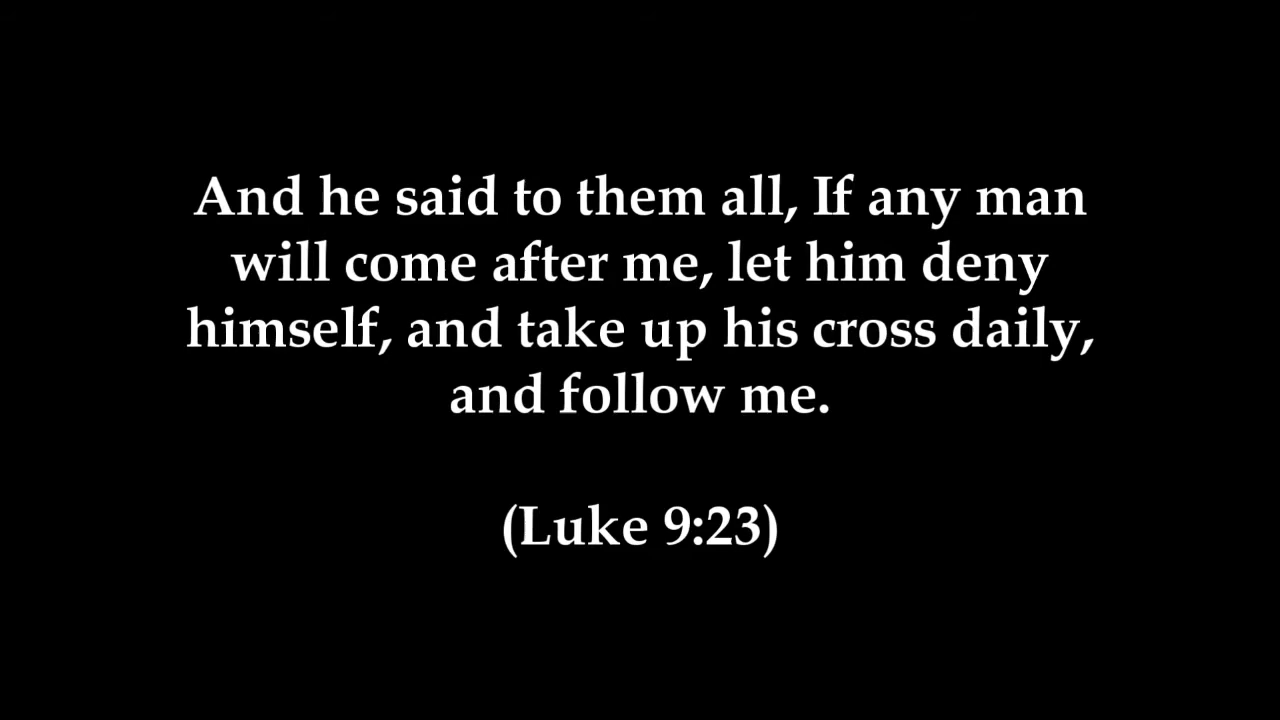 And he said to them all, If any man
will come after me, let him deny
himself, and take up his cross daily,
and follow me.
(Luke 9:23)